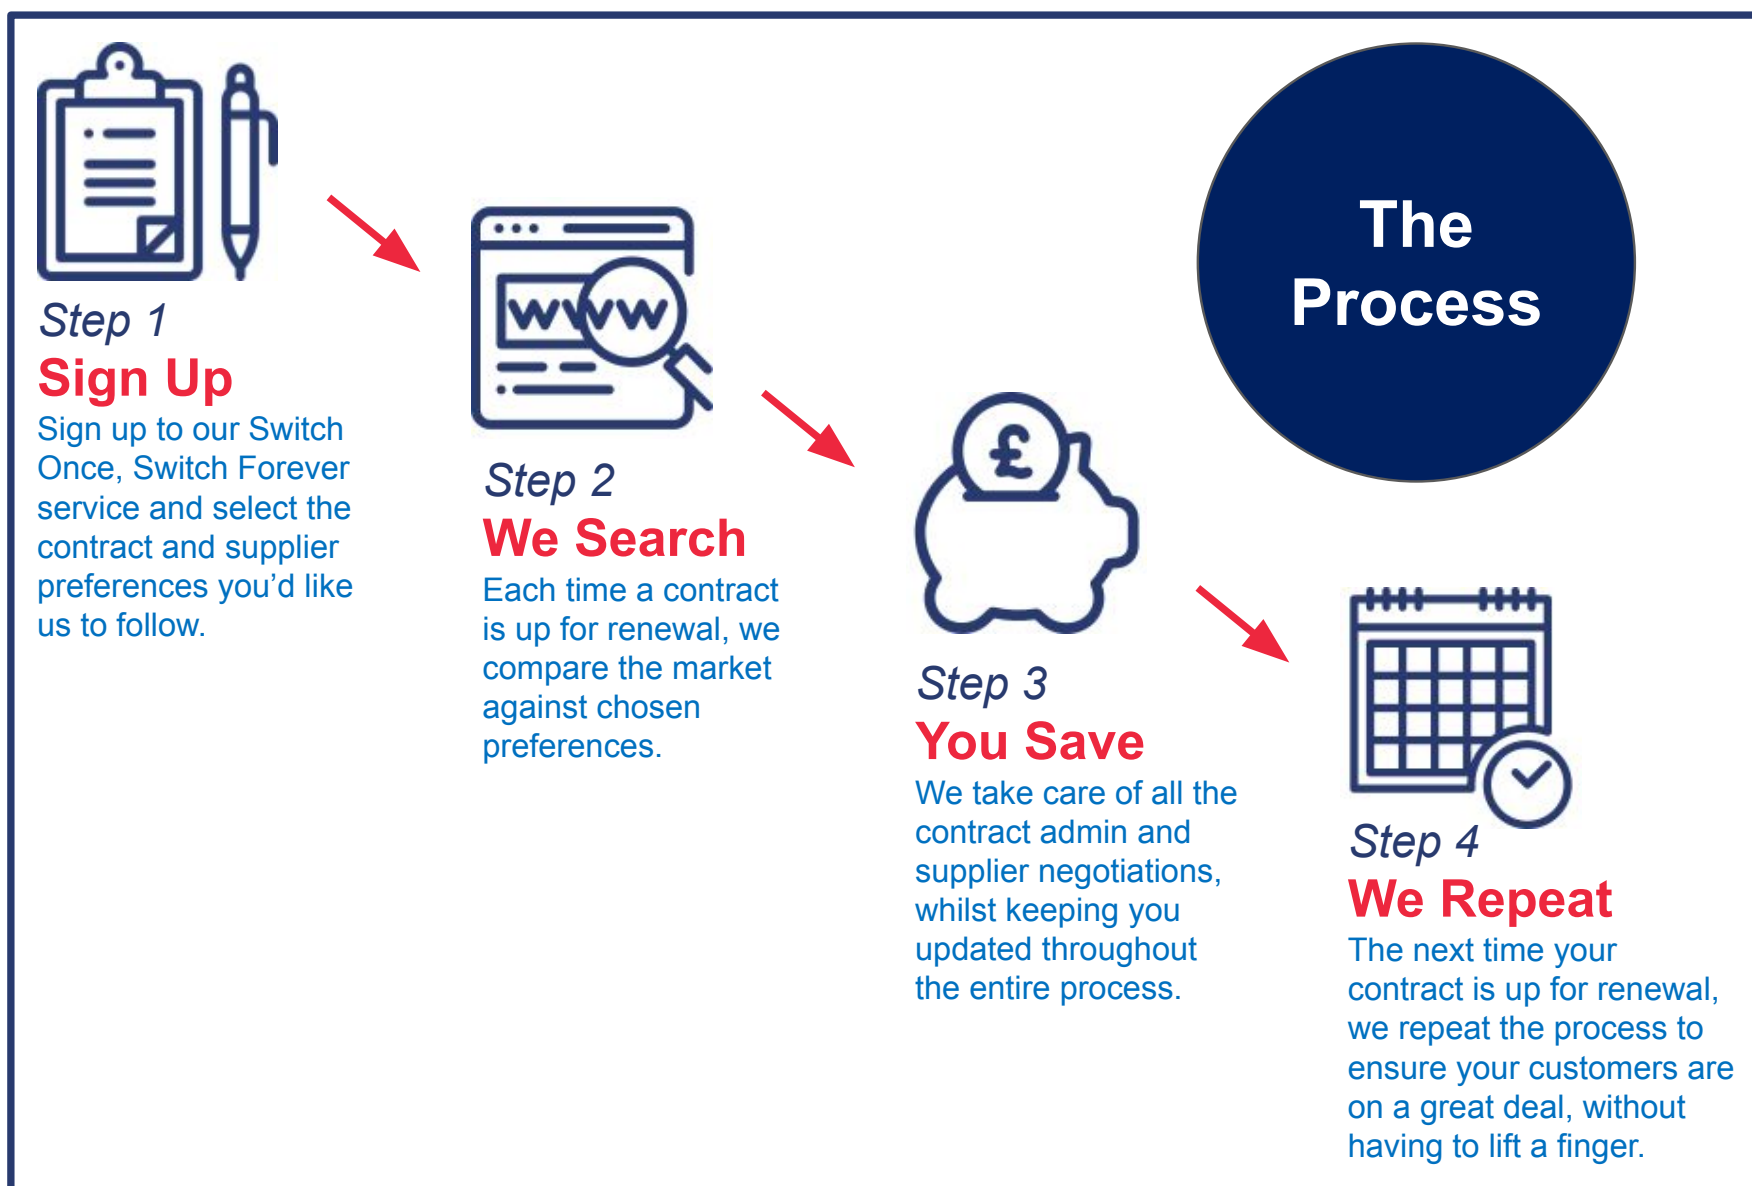 The
Process
Step 1
Sign Up
Sign up to our Switch
Once, Switch Forever
service and select the
contract and supplier
preferences you’d like
us to follow.
www
Step 2
We Search
Each time a contract
is up for renewal, we
compare the market
against chosen
preferences.
£
Step 3
You Save
We take care of all the
contract admin and
supplier negotiations,
whilst keeping you
updated throughout
the entire process.
Step 4
We Repeat
The next time your
contract is up for renewal,
we repeat the process to
ensure your customers are
on a great deal, without
having to lift a finger.